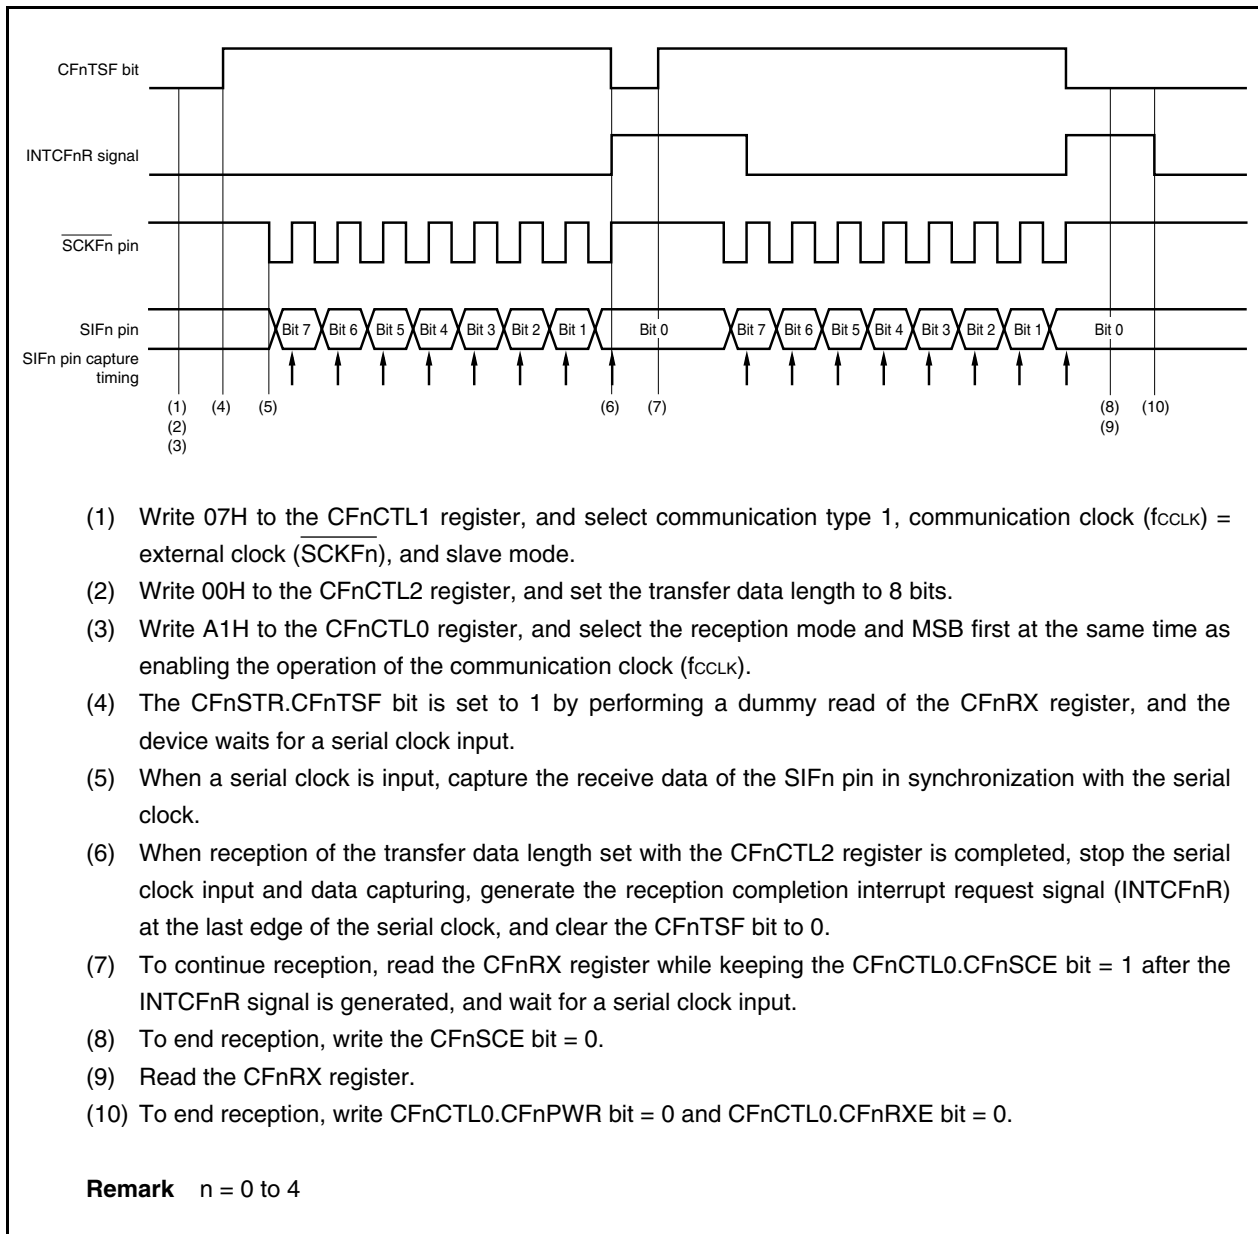 CFnTSF bit
INTCFnR signal
SCKFn pin
SIFn pin
Bit 7 Bit 6 Bit 5 Bit 4 Bit 3 Bit 2 Bit 1 Bit 0 Bit 7 Bit 6 Bit 5 Bit 4 Bit 3 Bit 2 Bit 1 Bit 0
SIFn pin capture
timing
(1) (4) (5) (6) (7) (8) (10)
(2) (9)
(3)
(1) Write 07H to the CFnCTL1 register, and select communication type 1, communication clock (fCCLK) =
external clock (SCKFn), and slave mode.
(2) Write 00H to the CFnCTL2 register, and set the transfer data length to 8 bits.
(3) Write A1H to the CFnCTL0 register, and select the reception mode and MSB first at the same time as
enabling the operation of the communication clock (fCCLK).
(4) The CFnSTR.CFnTSF bit is set to 1 by performing a dummy read of the CFnRX register, and the
device waits for a serial clock input.
(5) When a serial clock is input, capture the receive data of the SIFn pin in synchronization with the serial
clock.
(6) When reception of the transfer data length set with the CFnCTL2 register is completed, stop the serial
clock input and data capturing, generate the reception completion interrupt request signal (INTCFnR)
at the last edge of the serial clock, and clear the CFnTSF bit to 0.
(7) To continue reception, read the CFnRX register while keeping the CFnCTL0.CFnSCE bit = 1 after the
INTCFnR signal is generated, and wait for a serial clock input.
(8) To end reception, write the CFnSCE bit = 0.
(9) Read the CFnRX register.
(10) To end reception, write CFnCTL0.CFnPWR bit = 0 and CFnCTL0.CFnRXE bit = 0.
Remark n = 0 to 4